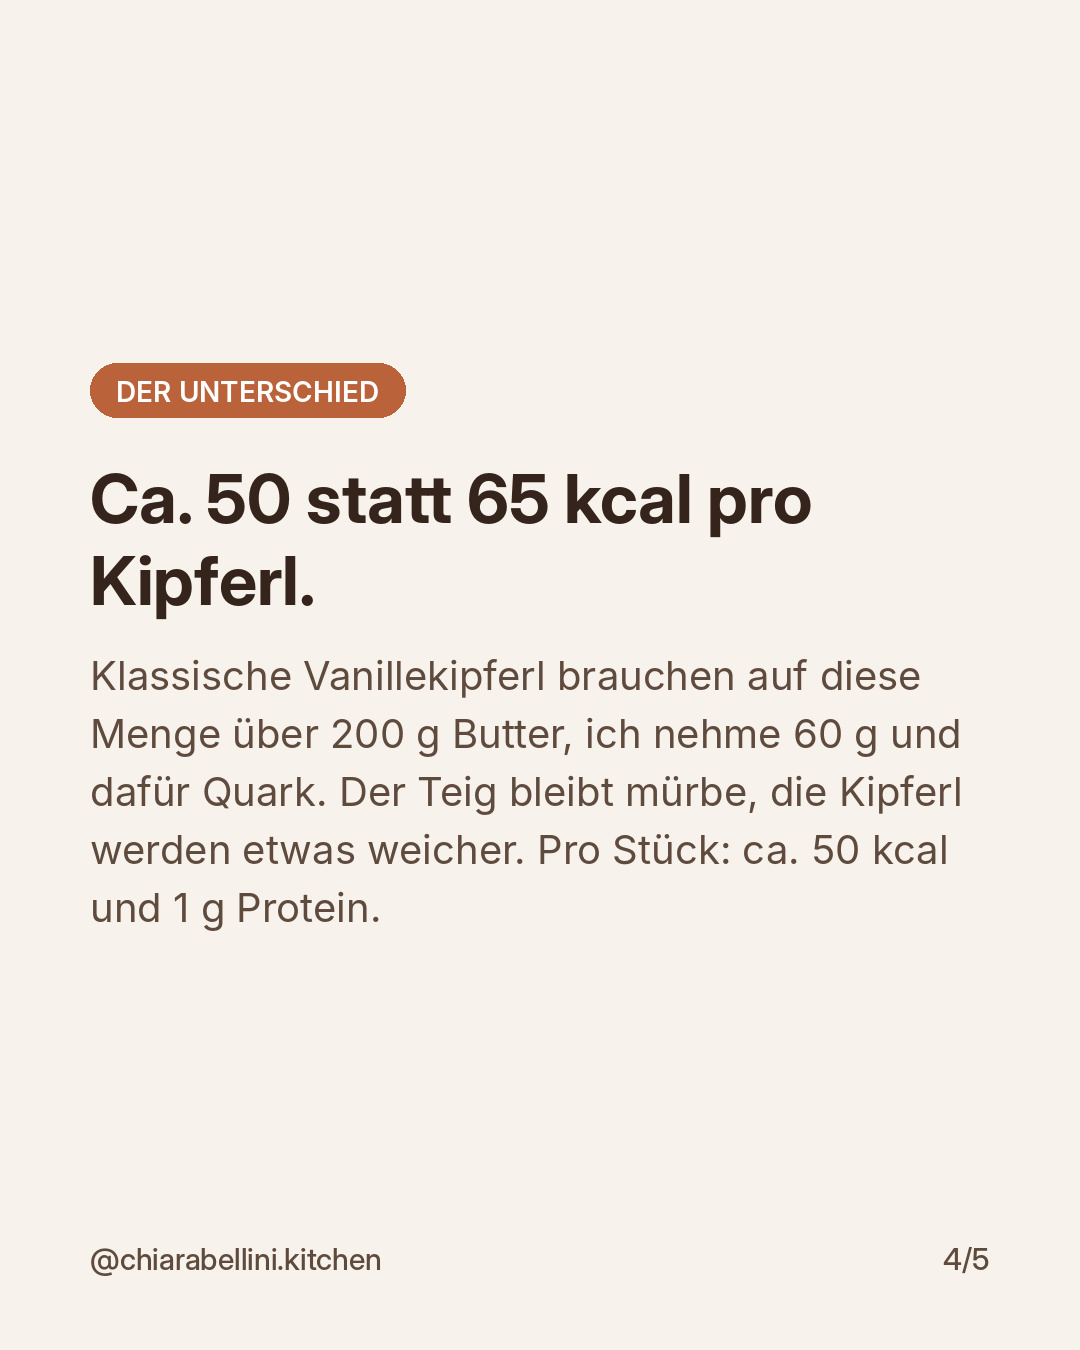 DER UNTERSCHIED
Ca. 50 statt 65 kcal pro
Kipferl.
Klassische Vanillekipferl brauchen auf diese
Menge über 200 g Butter, ich nehme 60 g und
dafür Quark. Der Teig bleibt mürbe, die Kipferl
werden etwas weicher. Pro Stück: ca. 50 kcal
und 1 g Protein.
@chiarabellini.kitchen
4/5